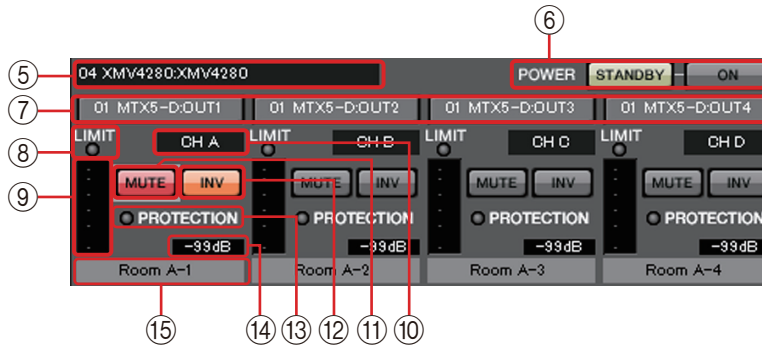 ⑥
⑤ 04 XMV4280:XMV4280 POWER STANDBY ON
⑦ 01 MTX5-D:OUT1 01 MTX5-D:OUT2 01 MTX5-D:OUT3 01 MTX5-D:OUT4
⑧ LIMIT CH A LIMIT CH B LIMIT CH C LIMIT CH D
⑨ MUTE INV MUTE INV MUTE INV MUTE INV
PROTECTION PROTECTION PROTECTION PROTECTION
-99dB -99dB -99dB -99dB
Room A-1 Room A-2 Room A-3 Room A-4
⑮ ⑭ ⑬ ⑫ ⑪ ⑩